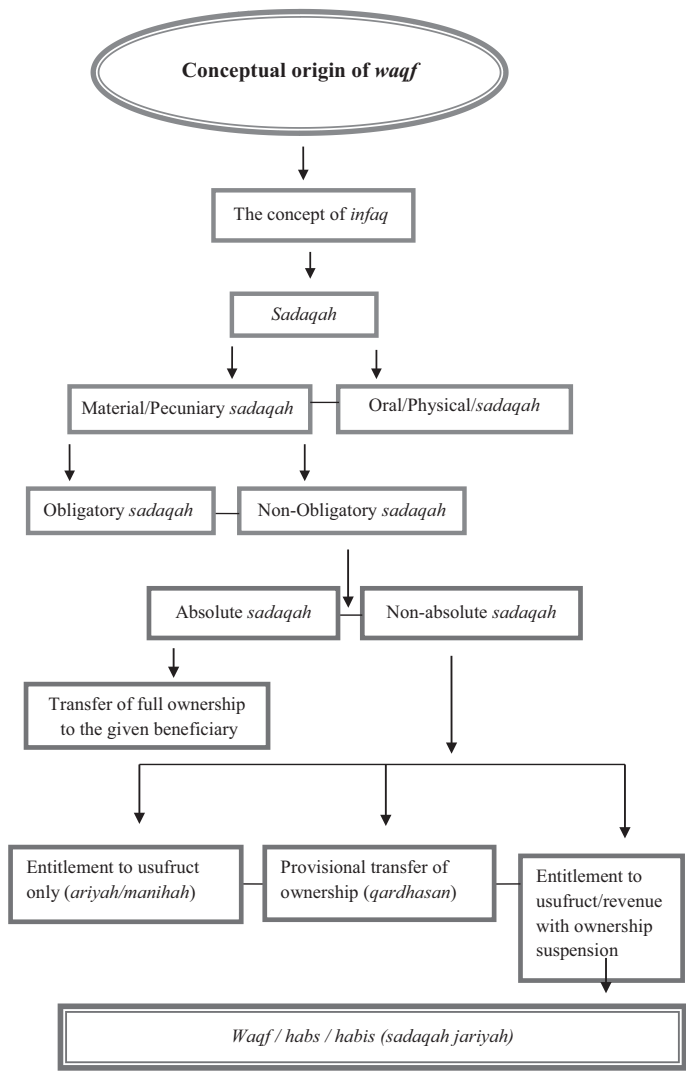 Conceptual origin of waqf
The concept of infaq
Sadaqah
Material/Pecuniary sadaqah
Oral/Physical/sadaqah
Obligatory sadaqah
Non-Obligatory sadaqah
Absolute sadaqah
Non-absolute sadaqah
Transfer of full ownership
to the given beneficiary
Entitlement to usufruct
only (ariyah/manihah)
Provisional transfer of
ownership (qardhasan)
Entitlement to
usufruct/revenue
with ownership
suspension
Waqf / habs / habis (sadaqah jariyah)